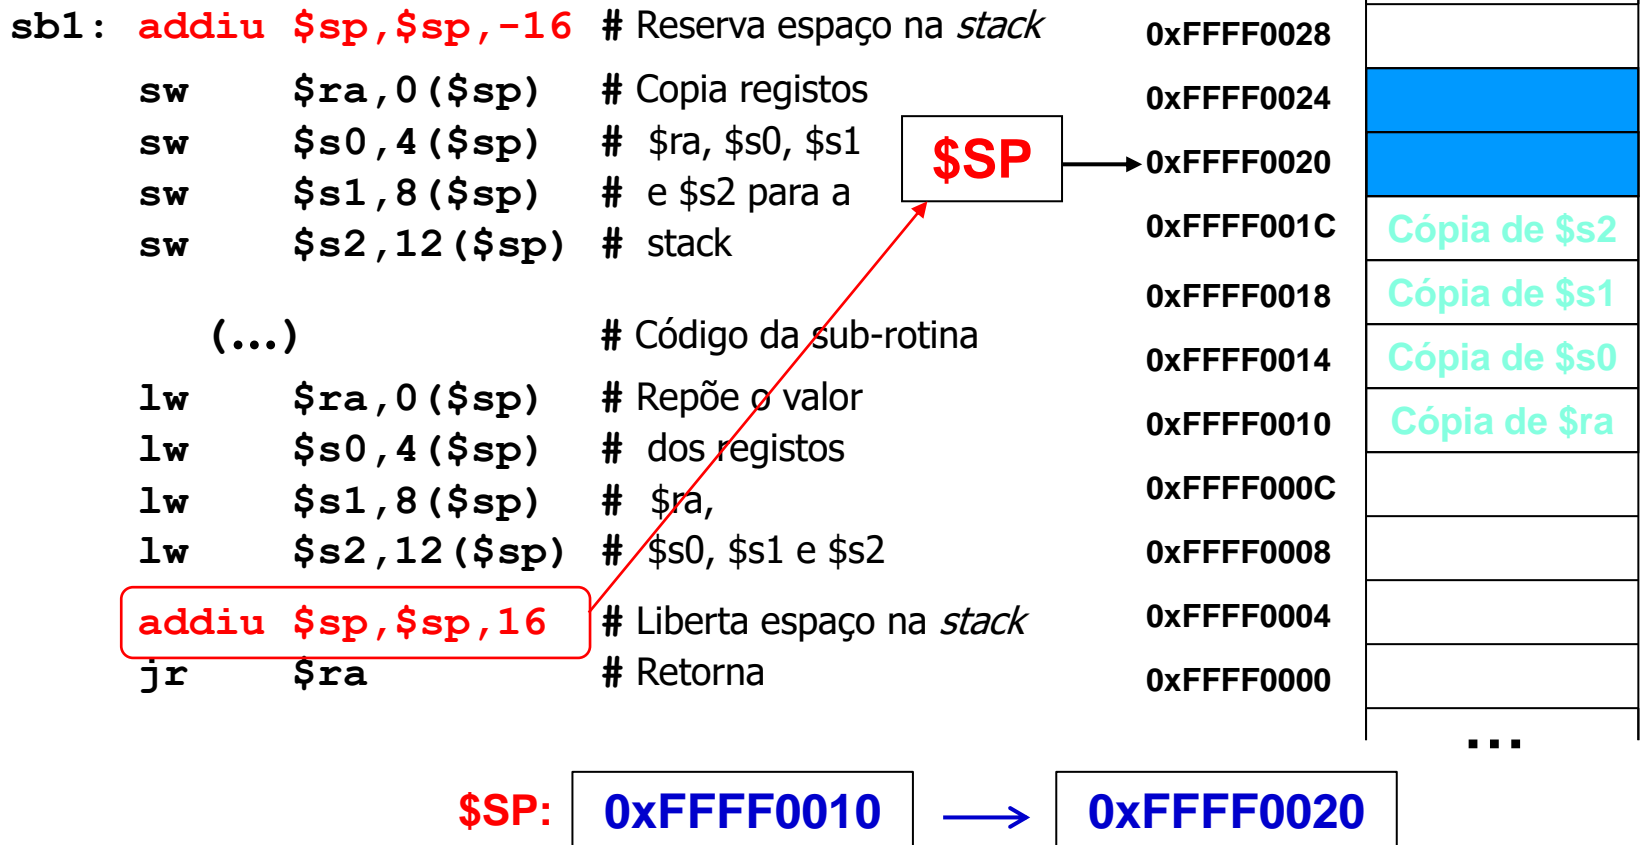 sb1: addiu $sp,$sp,-16 # Reserva espaço na stack
sw $ra,0($sp) # Copia registos
sw $s0,4($sp) # $ra, $s0, $s1
sw $s1,8($sp) # e $s2 para a
sw $s2,12($sp) # stack
(…) # Código da sub-rotina
lw $ra,0($sp) # Repõe o valor
lw $s0,4($sp) # dos registos
lw $s1,8($sp) # $ra,
lw $s2,12($sp) # $s0, $s1 e $s2
addiu $sp,$sp,16 # Liberta espaço na stack
jr $ra # Retorna
$SP
0xFFFF0028
0xFFFF0024
0xFFFF0020
0xFFFF001C Cópia de $s2
0xFFFF0018 Cópia de $s1
0xFFFF0014 Cópia de $s0
0xFFFF0010 Cópia de $ra
0xFFFF000C
0xFFFF0008
0xFFFF0004
0xFFFF0000
…
$SP: 0xFFFF0010 → 0xFFFF0020